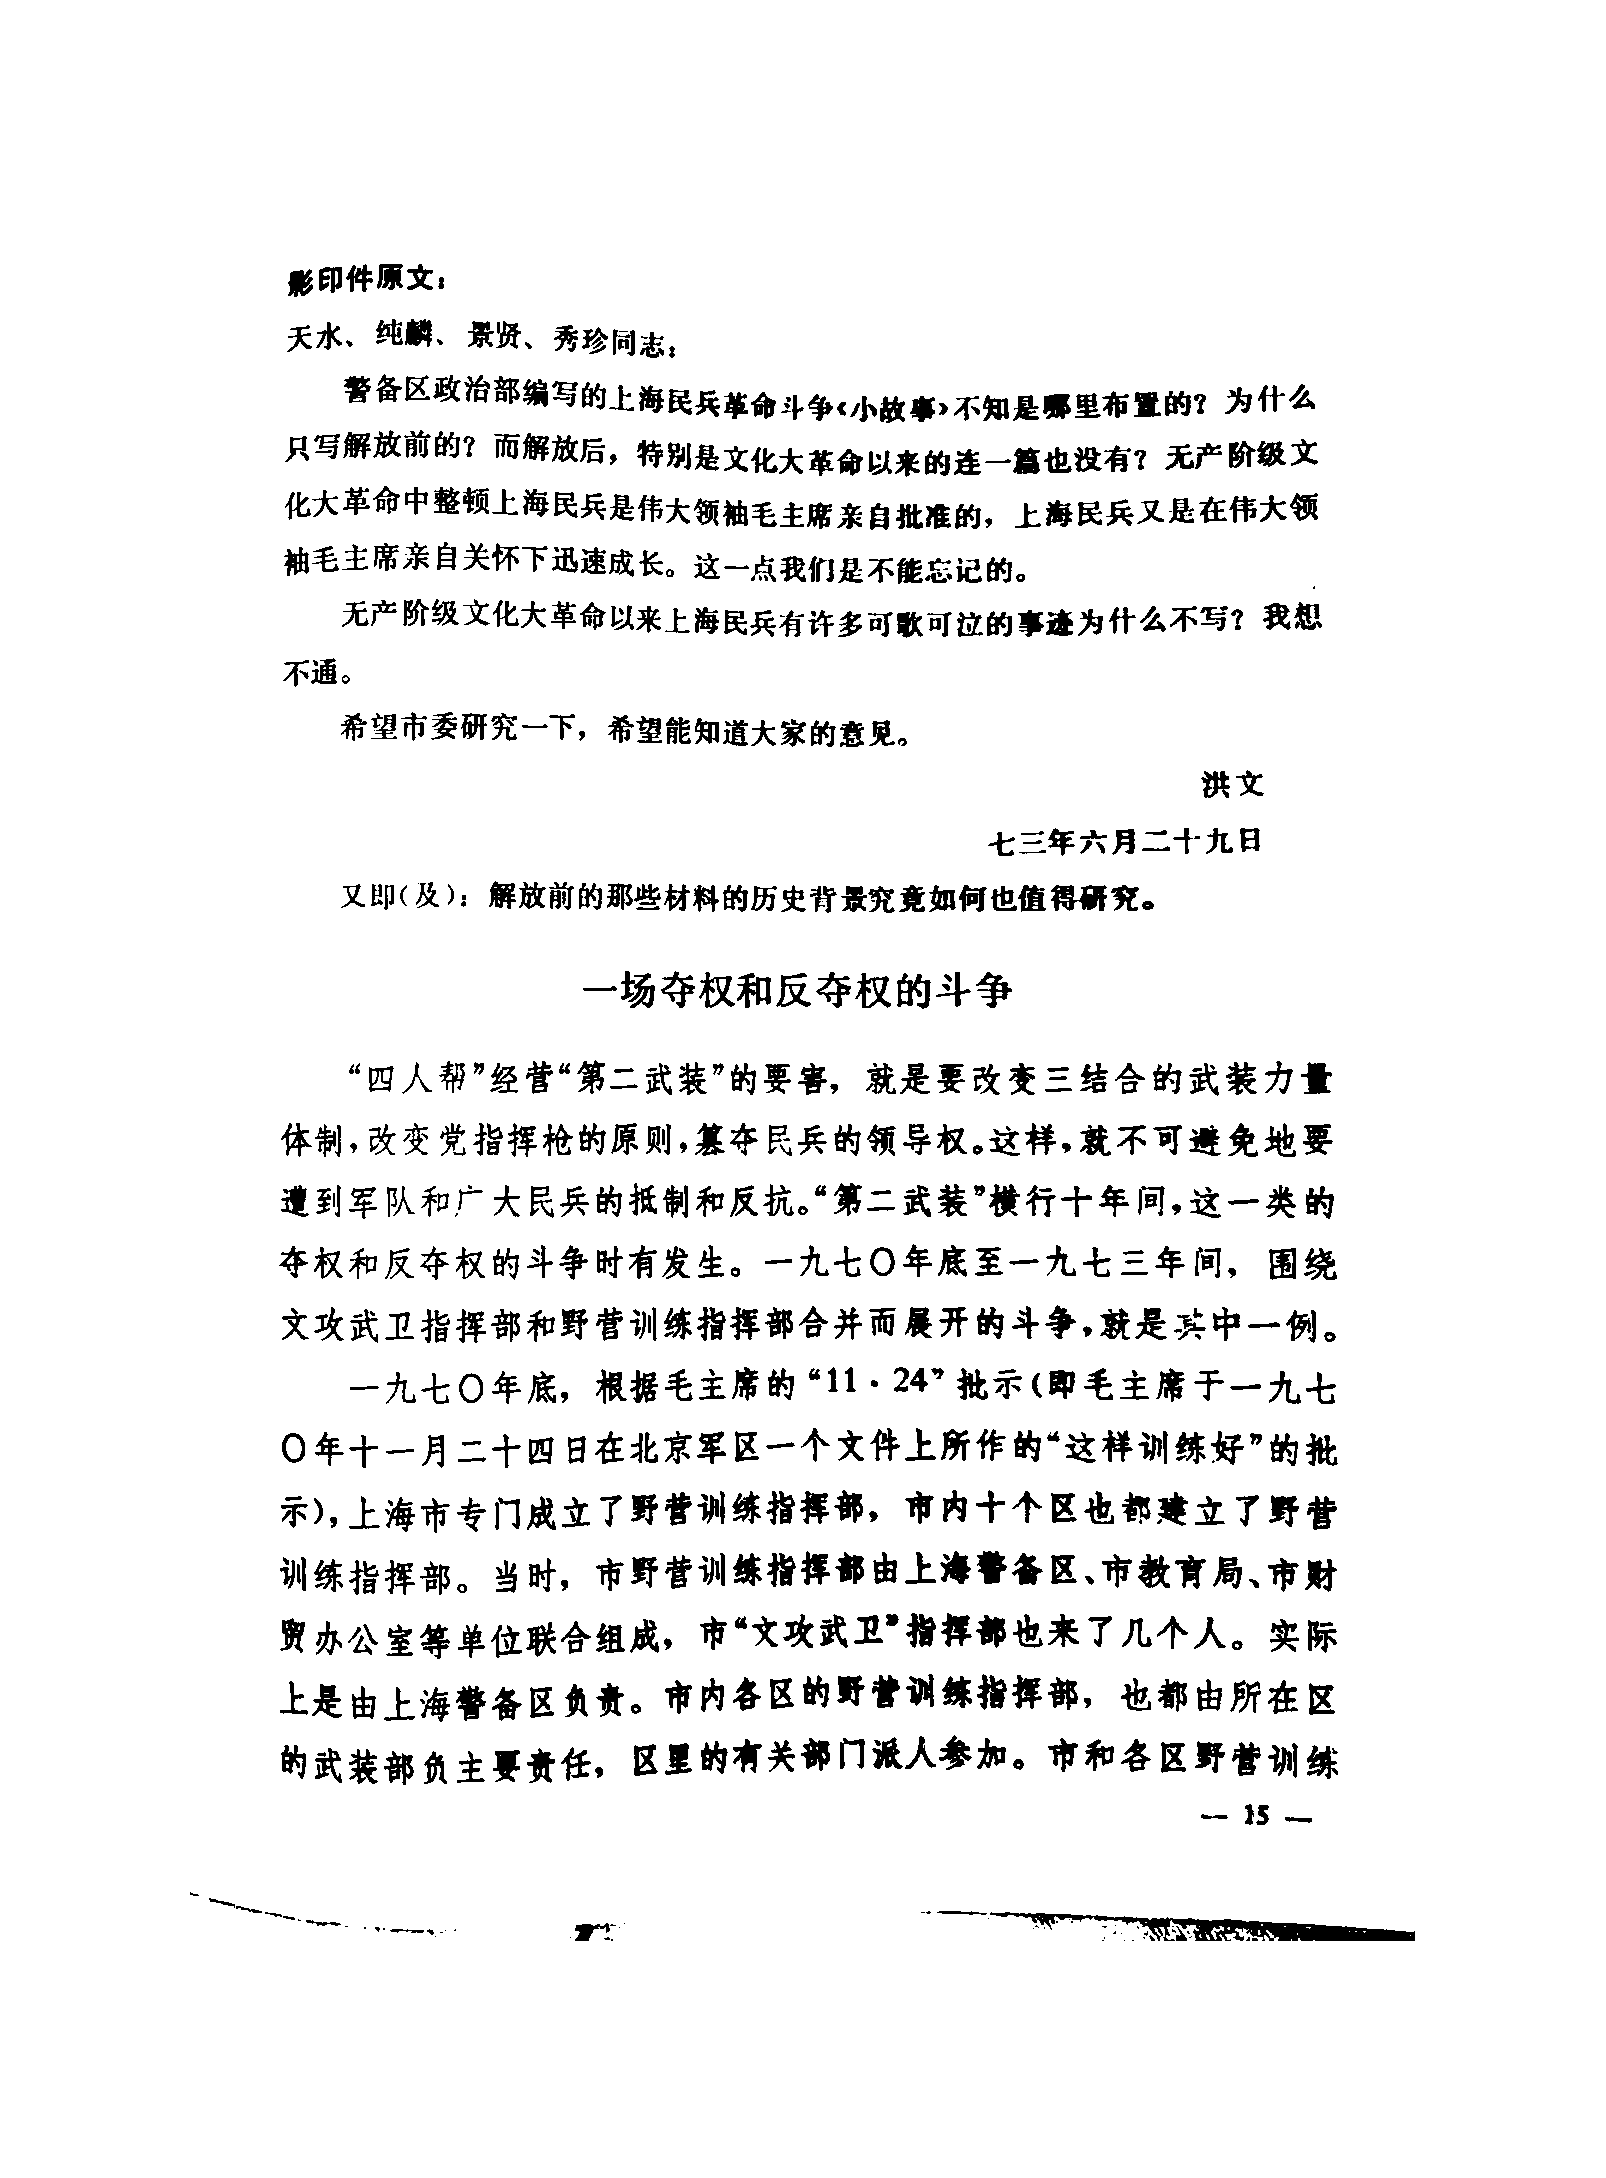 影印件原文：
天水、纯麟、景贤、秀珍同志：
警备区政治部编写的上海民兵革命斗争《小故事》不知是哪里布置的？为什么
只写解放前的？而解放后，特别是文化大革命以来的连一篇也没有？无产阶级文
化大革命中整顿上海民兵是伟大领袖毛主席亲自批准的，上海民兵又是在伟大领
袖毛主席亲自关怀下迅速成长。这一点我们是不能忘记的。
无产阶级文化大革命以来上海民兵有许多可歌可泣的事迹为什么不写？我想
不通。
希望市委研究一下，希望能知道大家的意见。
洪文
七三年六月二十九日
又即(及)：解放前的那些材料的历史背景究竟如何也值得研究。
一场夺权和反夺权的斗争
“四人帮”经营“第二武装”的要害，就是要改变三结合的武装力量
体制，改变党指挥枪的原则，篡夺民兵的领导权。这样，就不可避免地要
遭到军队和广大民兵的抵制和反抗。“第二武装”横行十年间，这一类的
夺权和反夺权的斗争时有发生。一九七〇年底至一九七三年间，围绕
文攻武卫指挥部和野营训练指挥部合并而展开的斗争，就是其中一例。
一九七〇年底，根据毛主席的“11·24”批示(即毛主席于一九七
〇年十一月二十四日在北京军区一个文件上所作的“这样训练好”的批
示)，上海市专门成立了野营训练指挥部，市内十个区也都建立了野营
训练指挥部。当时，市野营训练指挥部由上海警备区、市教育局、市财
贸办公室等单位联合组成，市“文攻武卫”指挥部也来了几个人。实际
上是由上海警备区负责。市内各区的野营训练指挥部，也都由所在区
的武装部负主要责任，区里的有关部门派人参加。市和各区野营训练
— 15 —